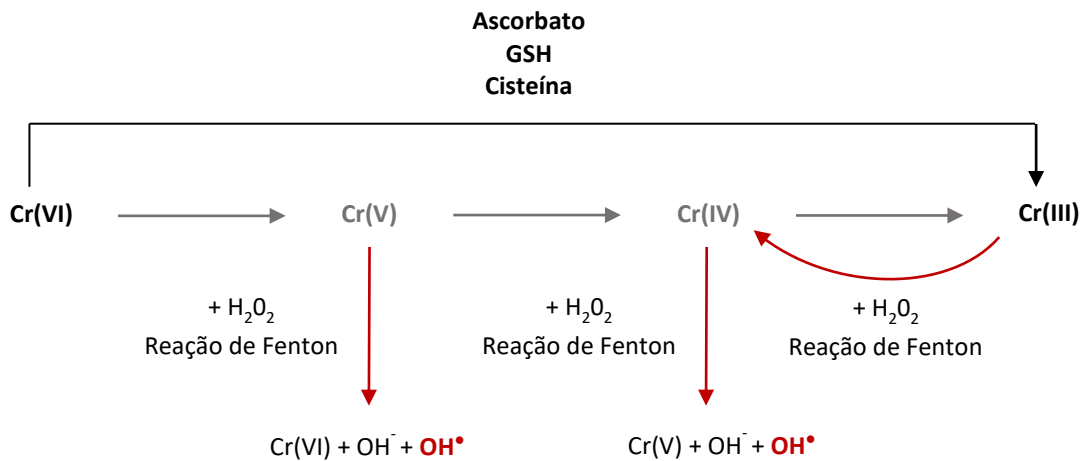 Ascorbato
GSH
Cisteína
Cr(VI) Cr(V) Cr(IV) Cr(III)
+ H₂0₂ + H₂0₂ + H₂0₂
Reação de Fenton Reação de Fenton Reação de Fenton
Cr(VI) + OH⁻ + OH• Cr(V) + OH⁻ + OH•